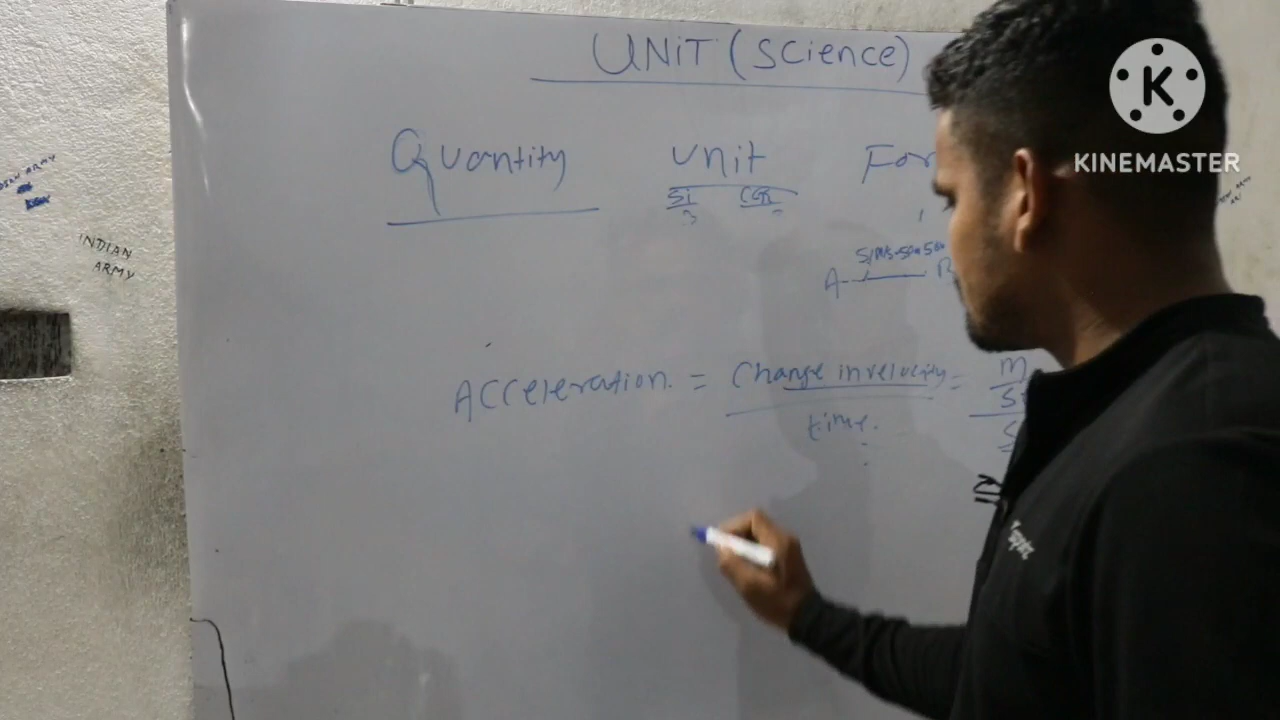 UNiT (Science)
Quantity Unit For
SI CGS
A B
Acceleration = Change in velocity = m
time. S
INDIAN
ARMY
KINEMASTER